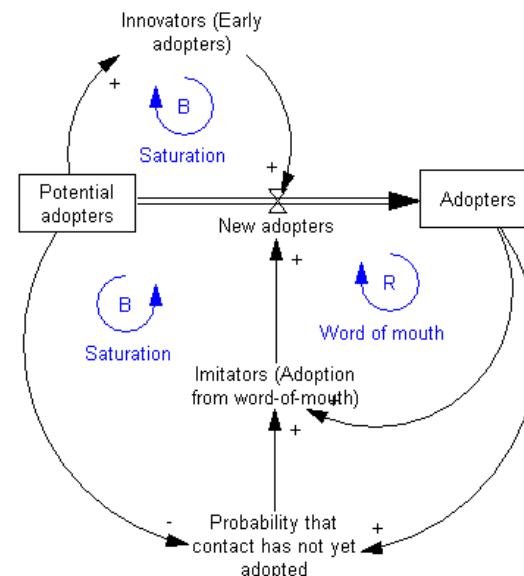 Innovators (Early
adopters)
+
B
Saturation
+
Potential
adopters
New adopters
Adopters
+
B
Saturation
R
Word of mouth
Imitators (Adoption
from word-of-mouth)
+
+
-
Probability that
contact has not yet
adopted
+